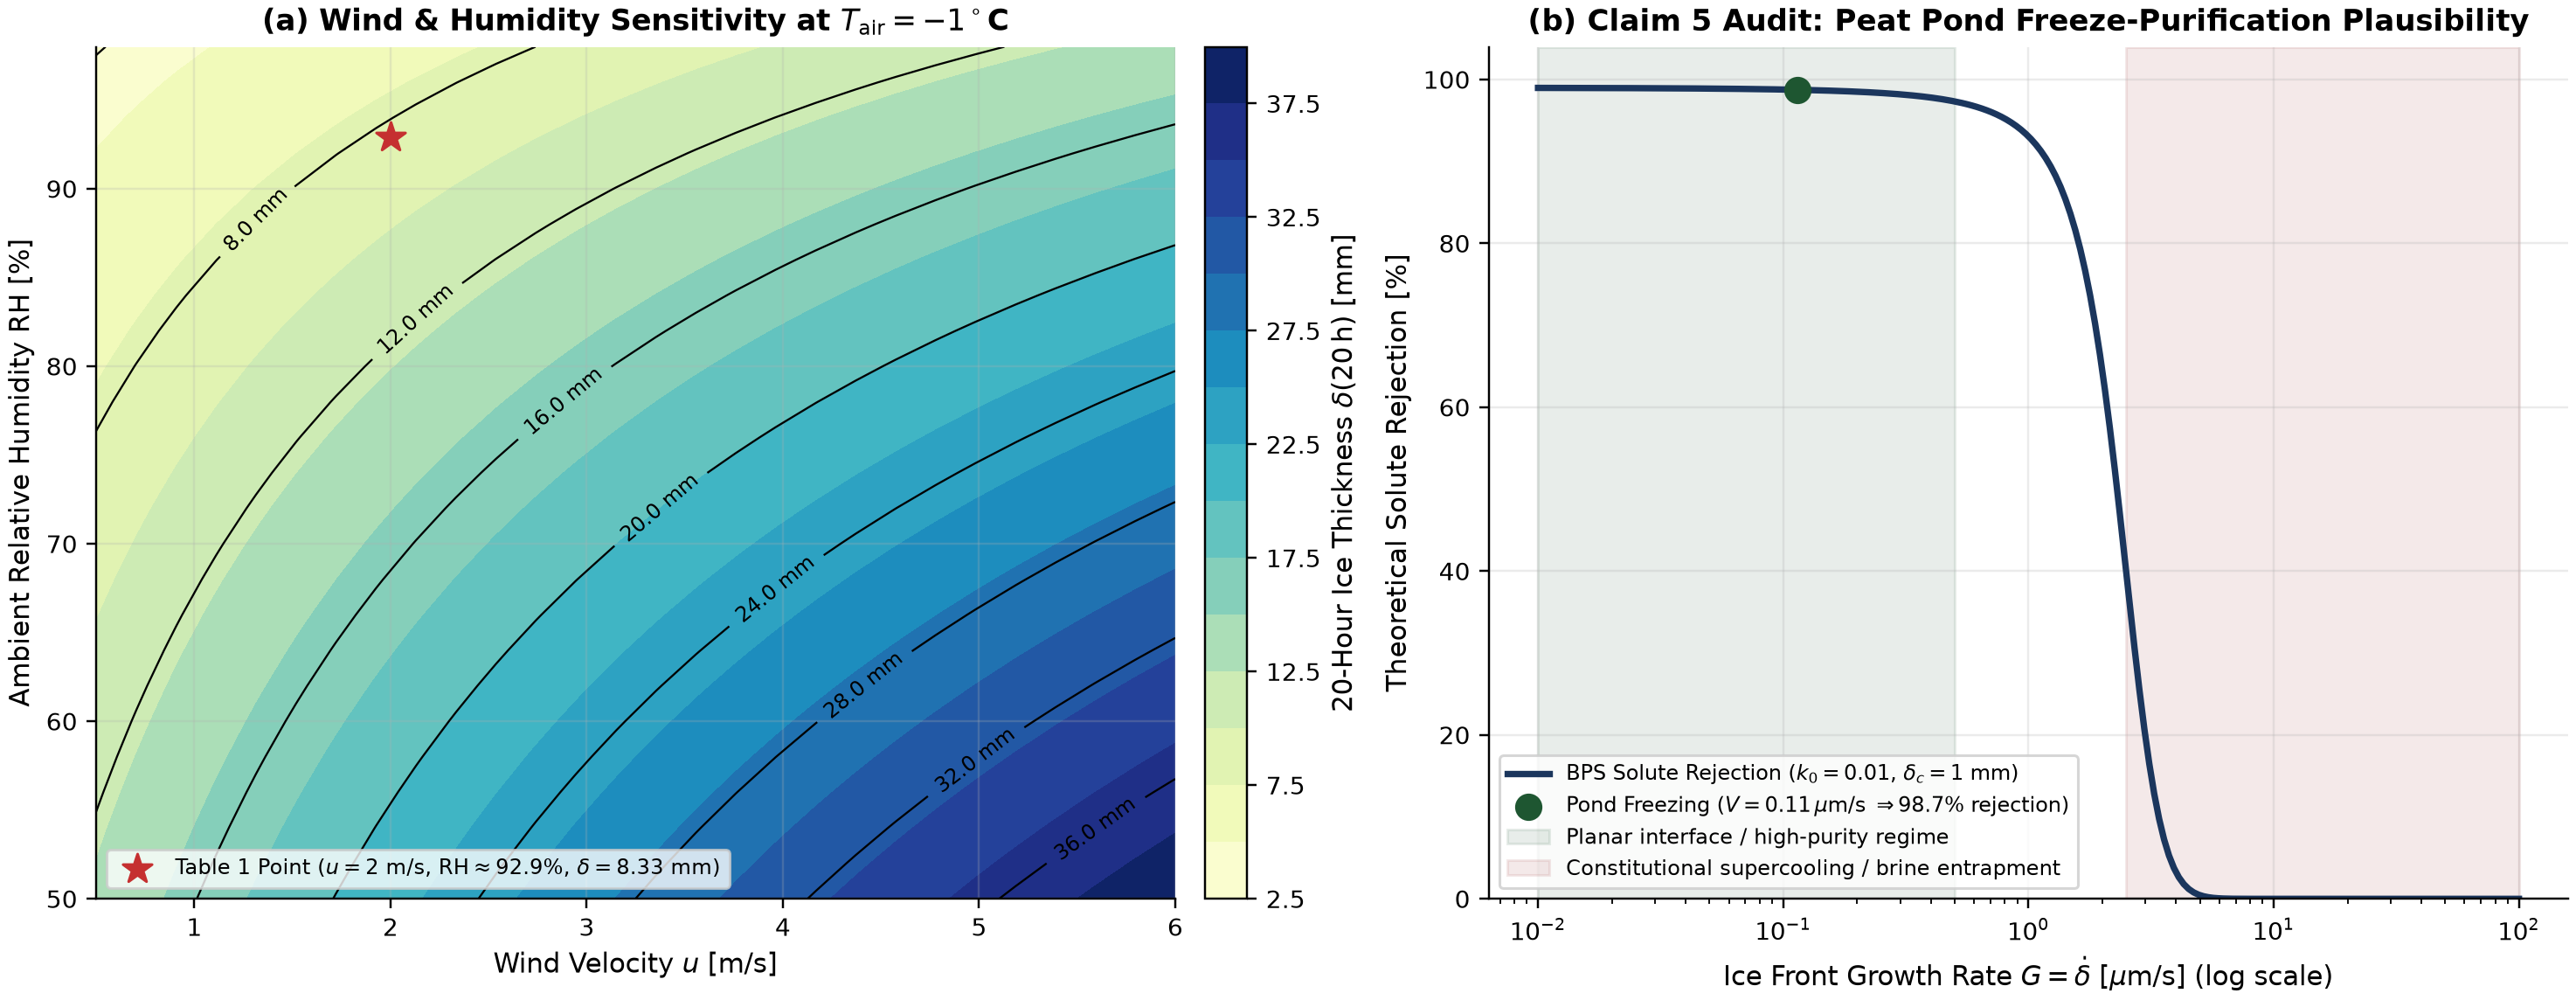 (a) Wind & Humidity Sensitivity at T_air = −1°C
Ambient Relative Humidity RH [%]
90
80
70
60
50
8.0 mm
12.0 mm
16.0 mm
20.0 mm
24.0 mm
28.0 mm
32.0 mm
36.0 mm
Table 1 Point (u = 2 m/s, RH ≈ 92.9%, δ = 8.33 mm)
1 2 3 4 5 6
Wind Velocity u [m/s]
37.5
32.5
27.5
22.5
17.5
12.5
7.5
2.5
20-Hour Ice Thickness δ(20 h) [mm]
(b) Claim 5 Audit: Peat Pond Freeze-Purification Plausibility
Theoretical Solute Rejection [%]
100
80
60
40
20
0
BPS Solute Rejection (k₀ = 0.01, δ_c = 1 mm)
Pond Freezing (V = 0.11 μm/s ⇒ 98.7% rejection)
Planar interface / high-purity regime
Constitutional supercooling / brine entrapment
10⁻² 10⁻¹ 10⁰ 10¹ 10²
Ice Front Growth Rate G = δ̇ [μm/s] (log scale)